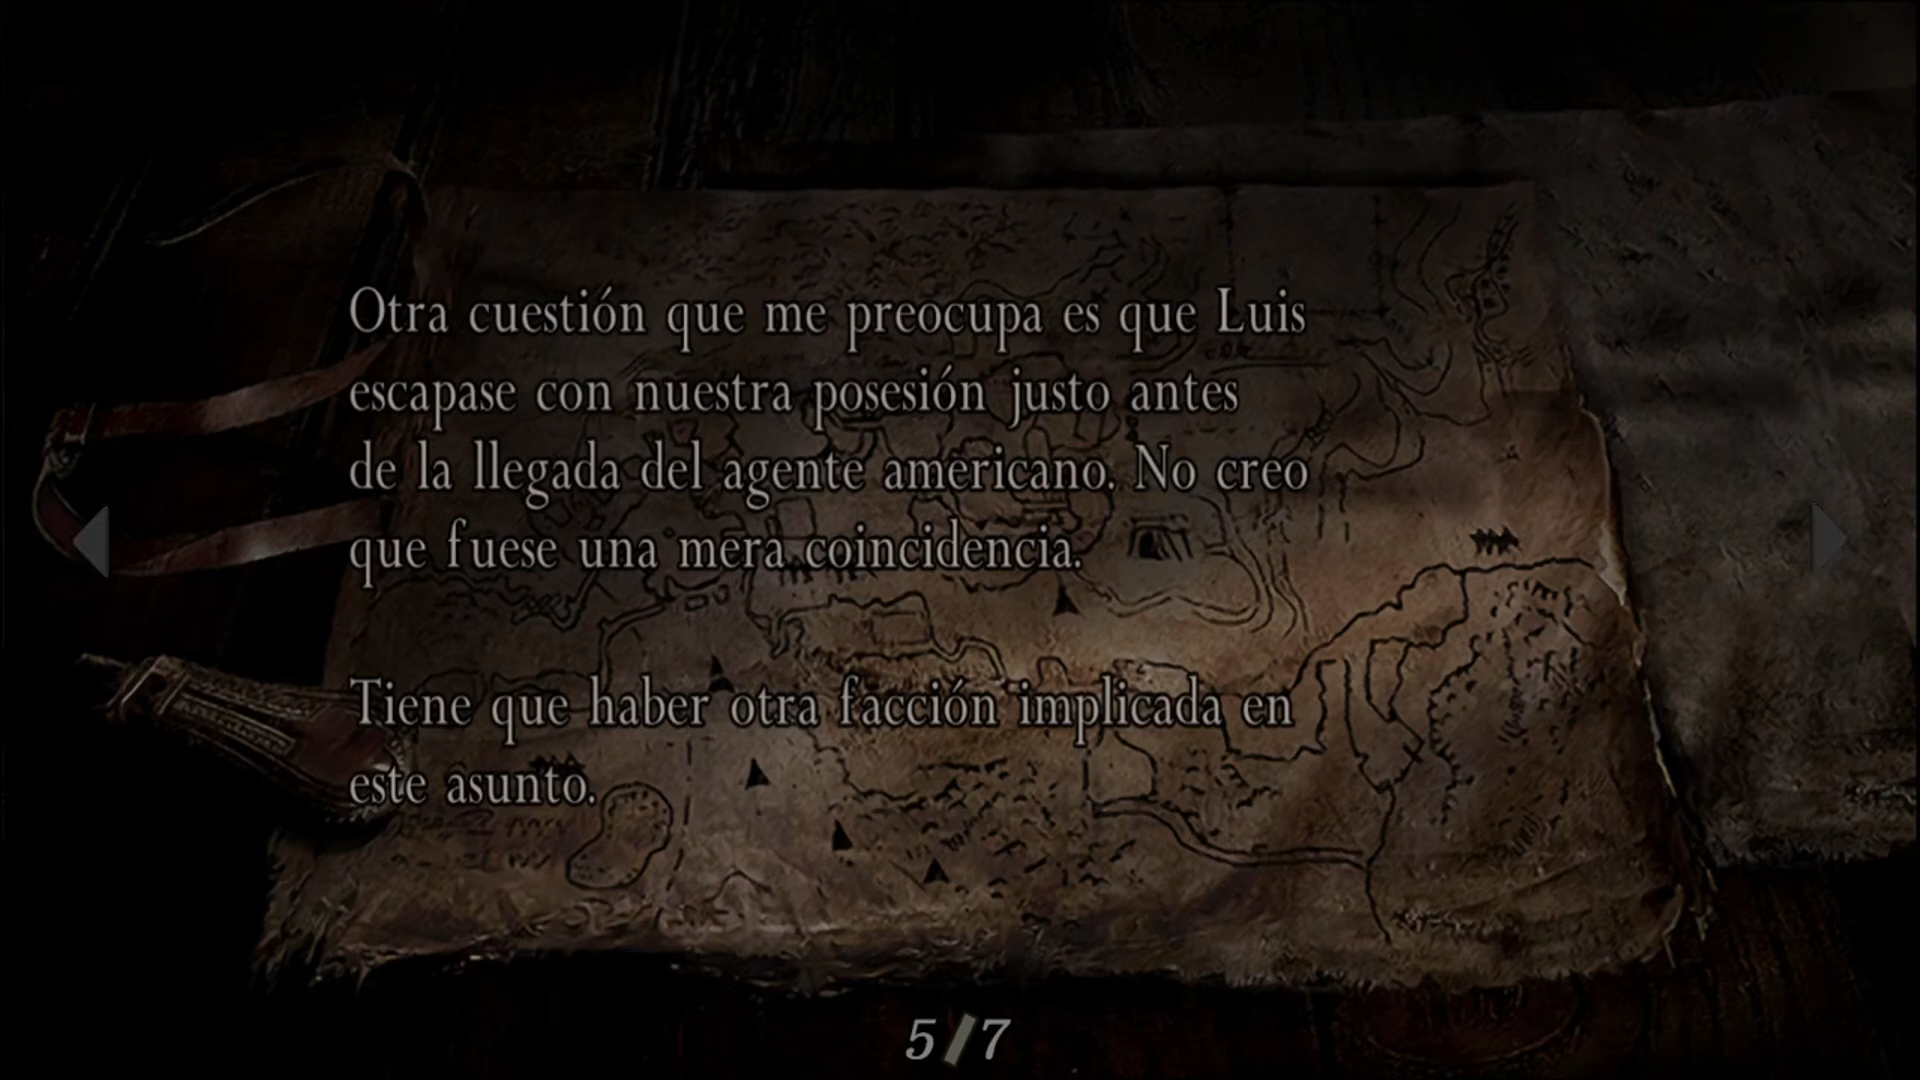 Otra cuestión que me preocupa es que Luis
escapase con nuestra posesión justo antes
de la llegada del agente americano. No creo
que fuese una mera coincidencia.
Tiene que haber otra facción implicada en
este asunto.
5/7